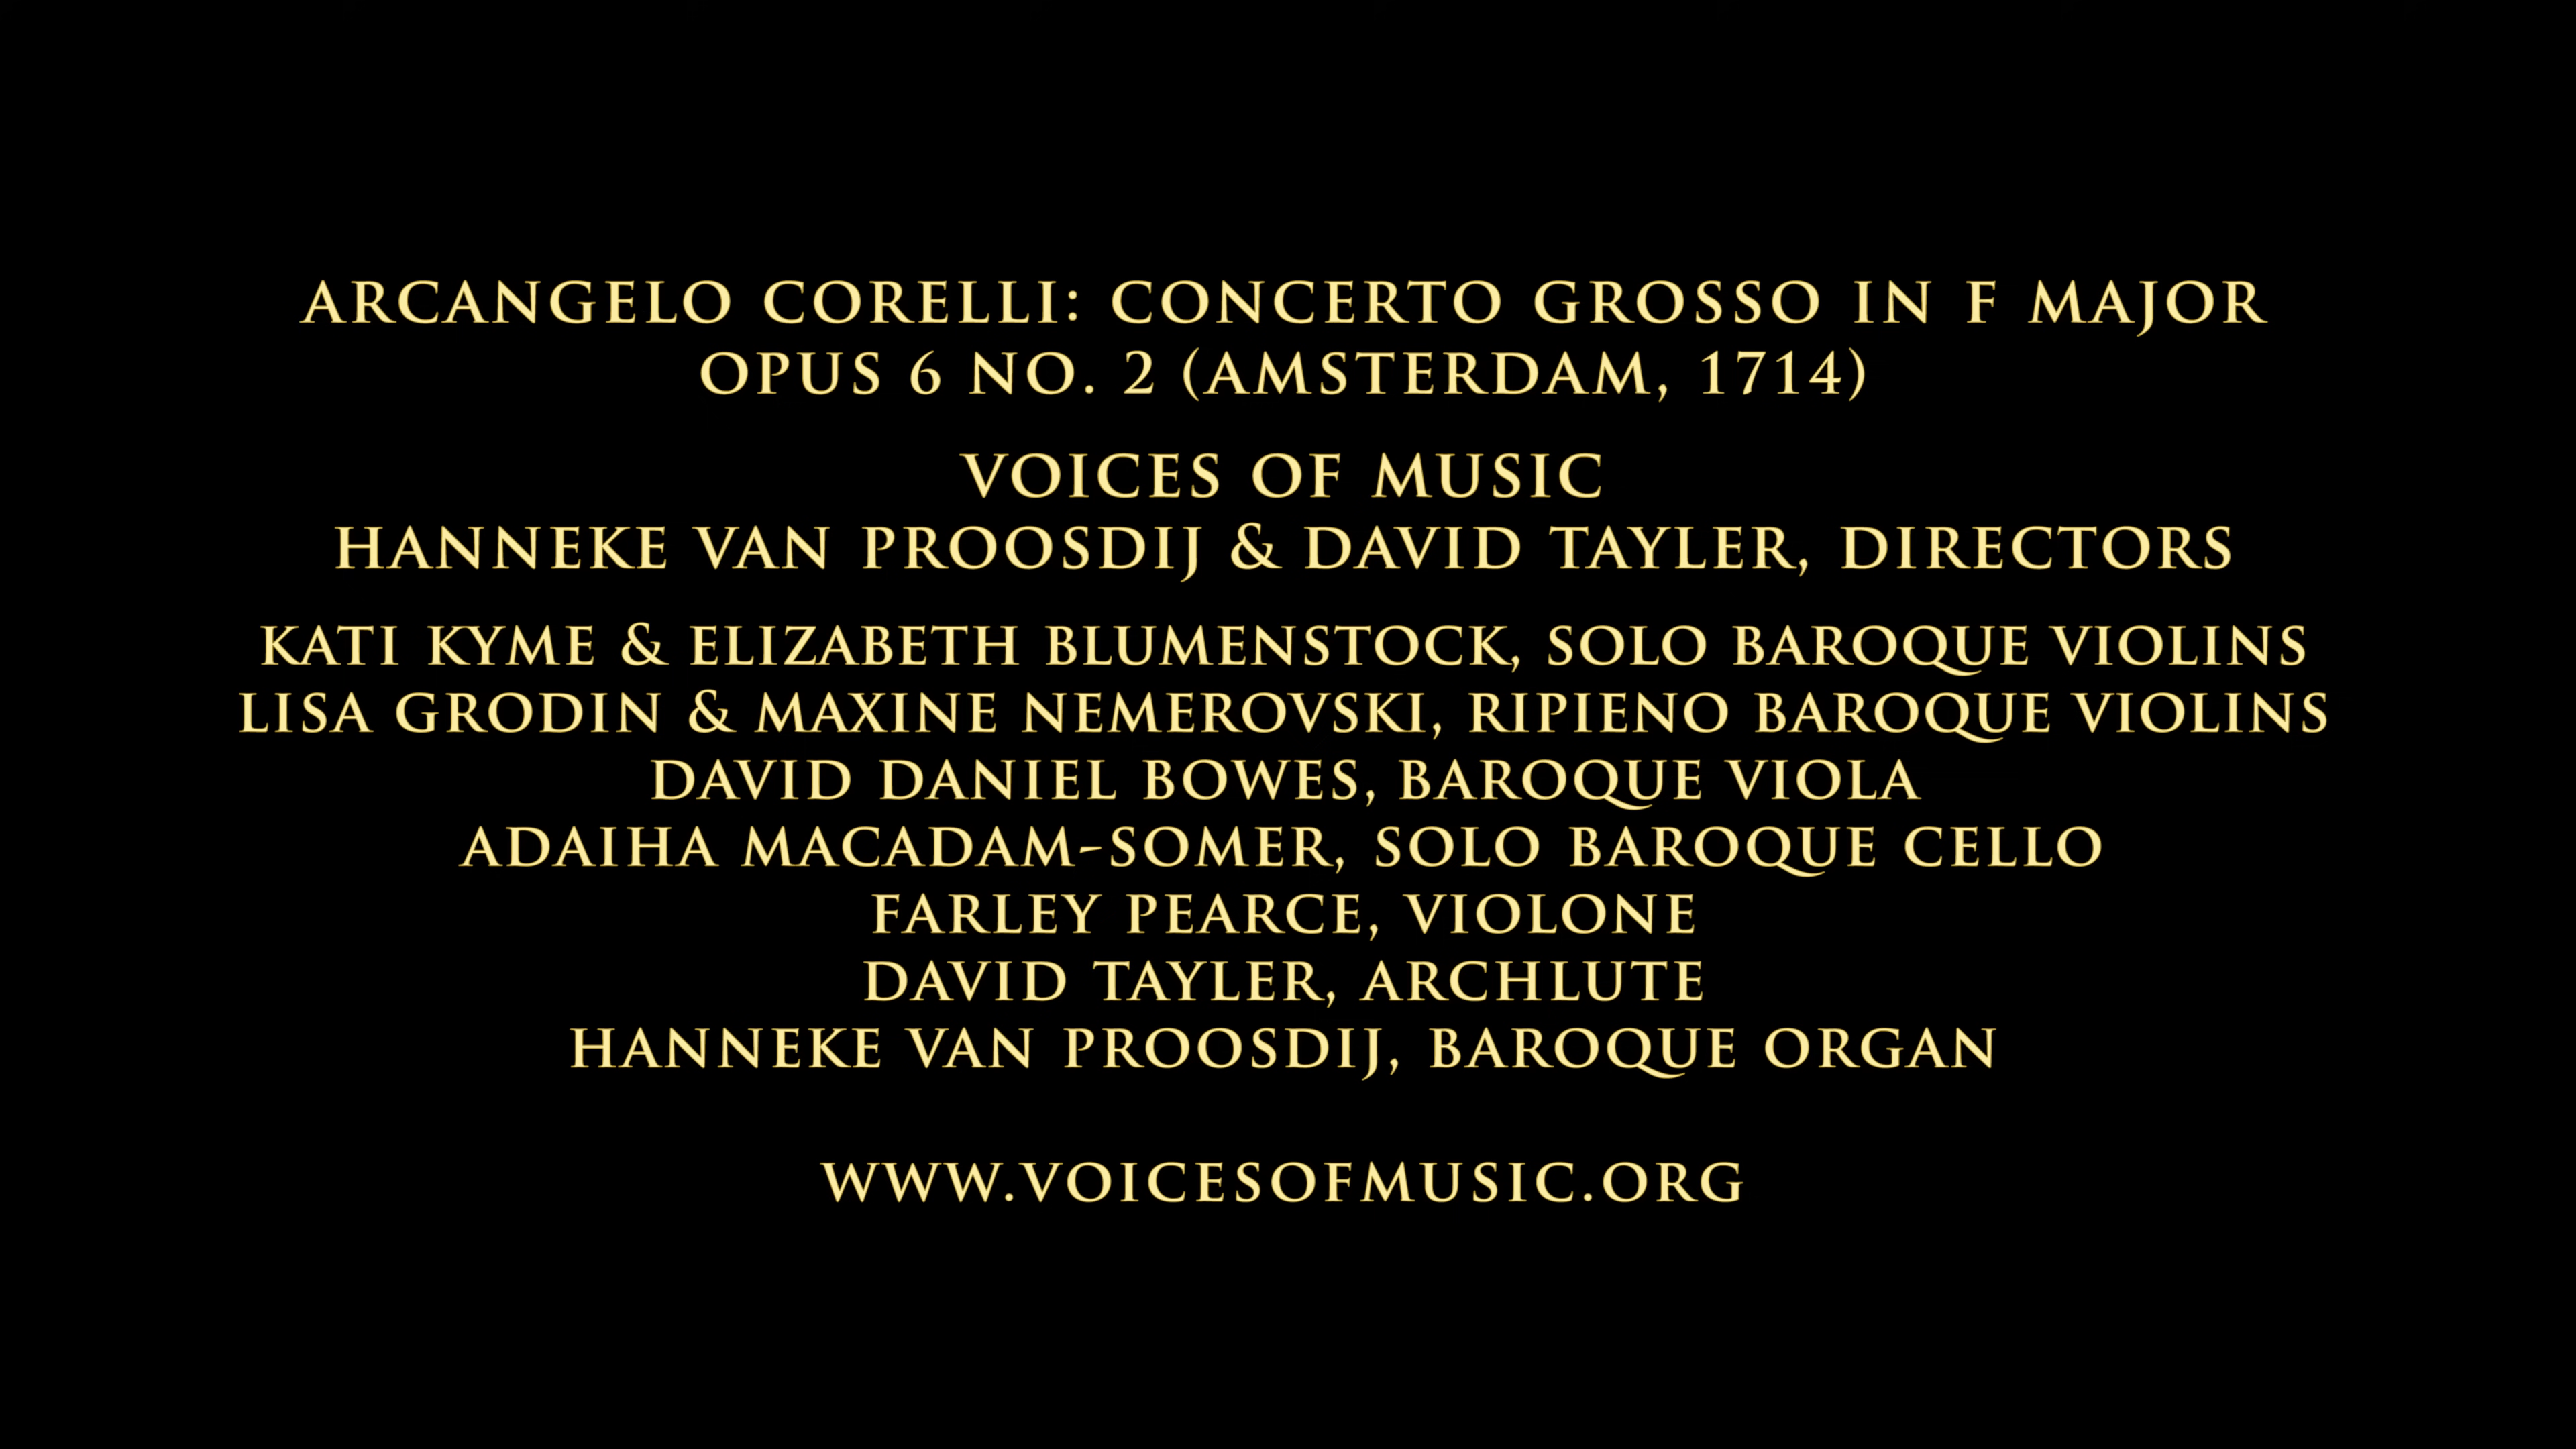 ARCANGELO CORELLI: CONCERTO GROSSO IN F MAJOR
OPUS 6 NO. 2 (AMSTERDAM, 1714)
VOICES OF MUSIC
HANNEKE VAN PROOSDIJ & DAVID TAYLER, DIRECTORS
KATI KYME & ELIZABETH BLUMENSTOCK, SOLO BAROQUE VIOLINS
LISA GRODIN & MAXINE NEMEROVSKI, RIPIENO BAROQUE VIOLINS
DAVID DANIEL BOWES, BAROQUE VIOLA
ADAIHA MACADAM-SOMER, SOLO BAROQUE CELLO
FARLEY PEARCE, VIOLONE
DAVID TAYLER, ARCHLUTE
HANNEKE VAN PROOSDIJ, BAROQUE ORGAN
WWW.VOICESOFMUSIC.ORG